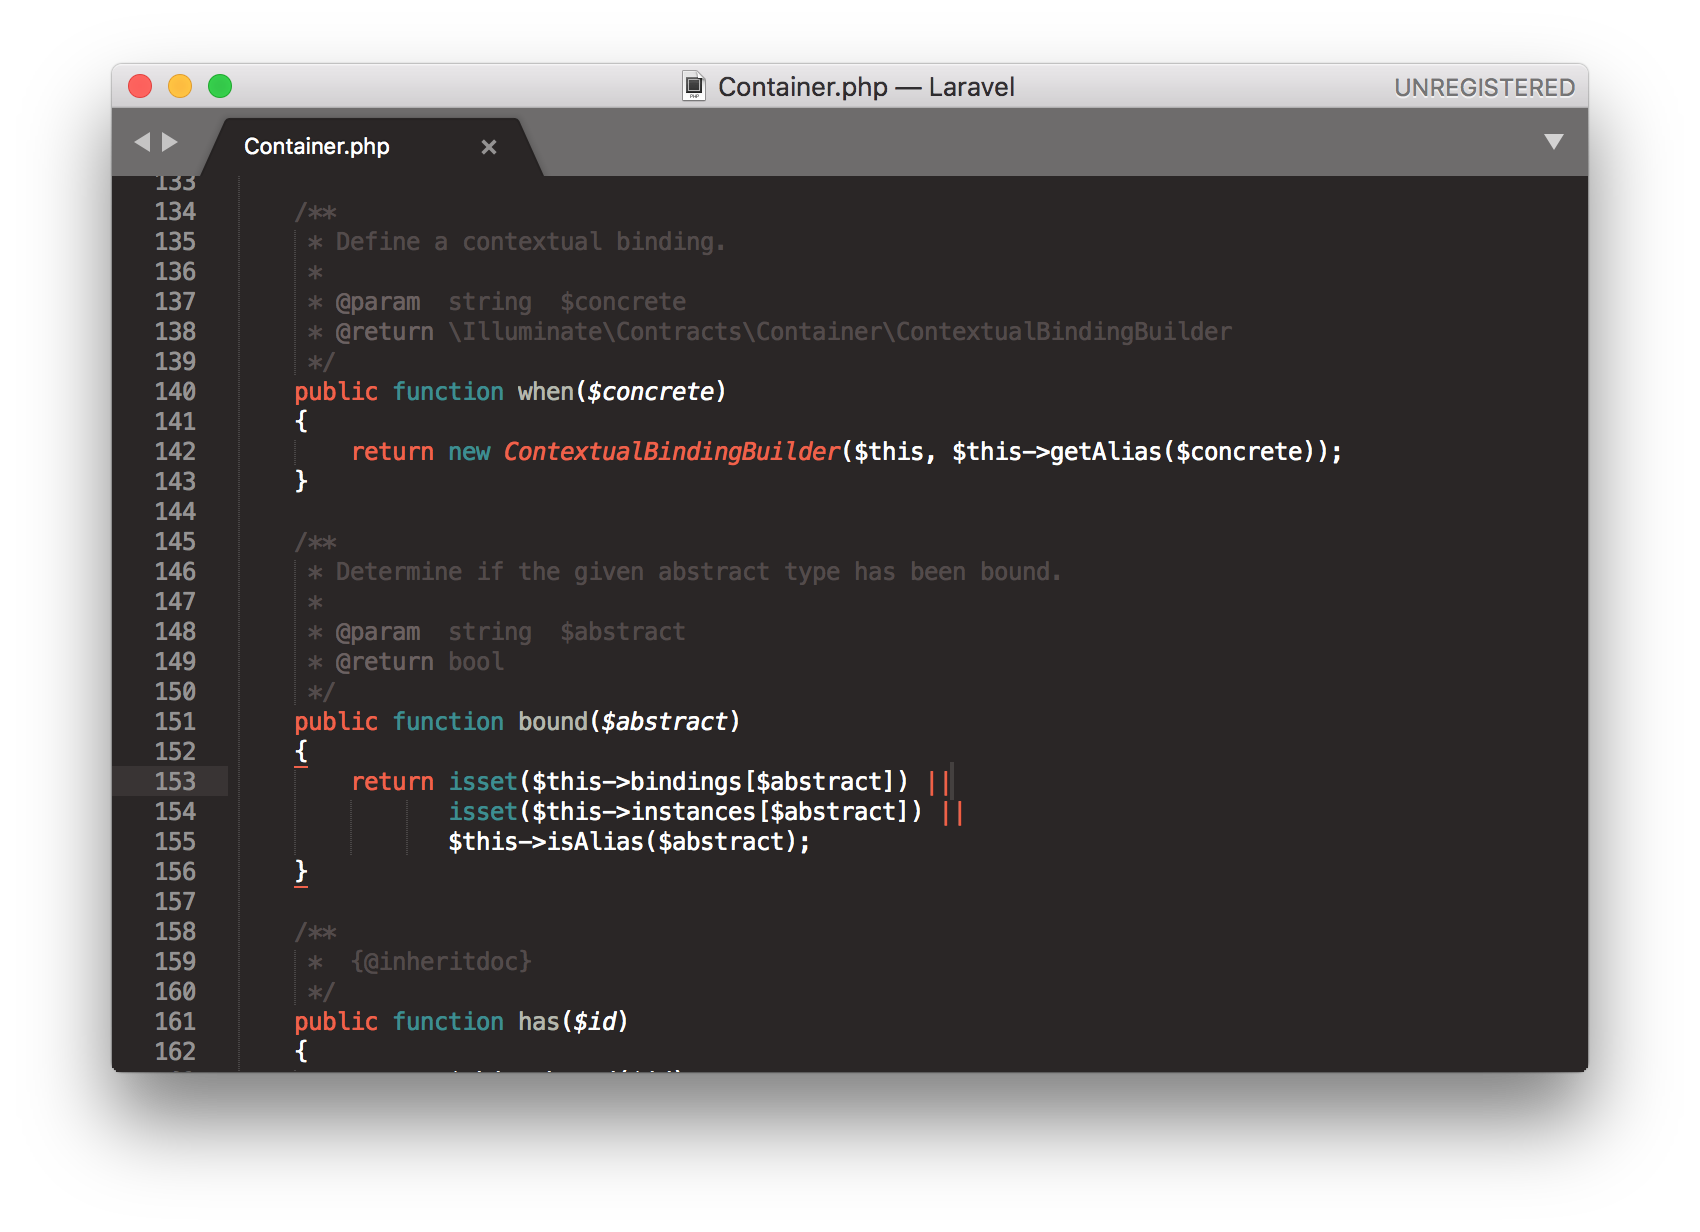 Container.php — Laravel
UNREGISTERED
Container.php
133
134 /**
135 * Define a contextual binding.
136 *
137 * @param  string  $concrete
138 * @return \Illuminate\Contracts\Container\ContextualBindingBuilder
139 */
140 public function when($concrete)
141 {
142 return new ContextualBindingBuilder($this, $this->getAlias($concrete));
143 }
144
145 /**
146 * Determine if the given abstract type has been bound.
147 *
148 * @param  string  $abstract
149 * @return bool
150 */
151 public function bound($abstract)
152 {
153 return isset($this->bindings[$abstract]) ||
154 isset($this->instances[$abstract]) ||
155 $this->isAlias($abstract);
156 }
157
158 /**
159 *  {@inheritdoc}
160 */
161 public function has($id)
162 {